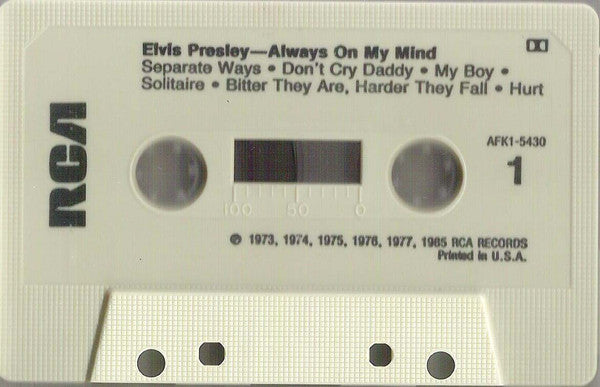 Elvis Presley—Always On My Mind
Separate Ways • Don't Cry Daddy • My Boy •
Solitaire • Bitter They Are, Harder They Fall • Hurt
RCA
AFK1-5430
1
100 50 0
℗ 1973, 1974, 1975, 1976, 1977, 1985 RCA RECORDS
Printed in U.S.A.